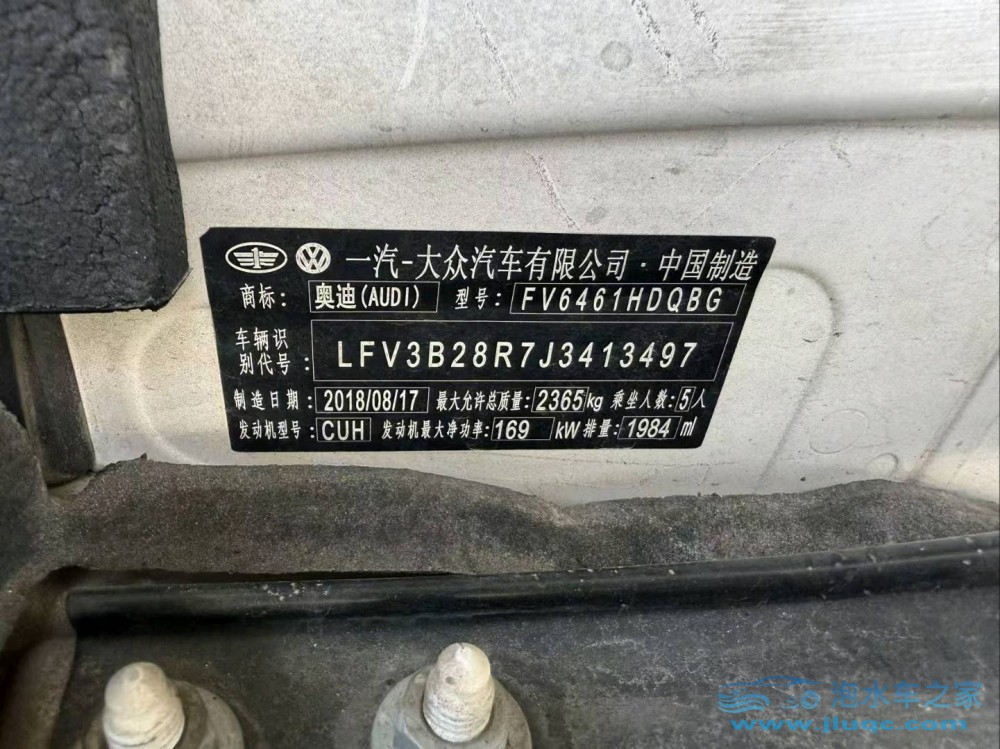 一汽-大众汽车有限公司·中国制造
商标: 奥迪(AUDI) 型号: FV6461HDQBG
车辆识
别代号: LFV3B28R7J3413497
制造日期: 2018/08/17 最大允许总质量: 2365kg 乘坐人数: 5人
发动机型号: CUH 发动机最大净功率: 169 kW 排量: 1984 ml
泡水车之家
www.jluqc.com